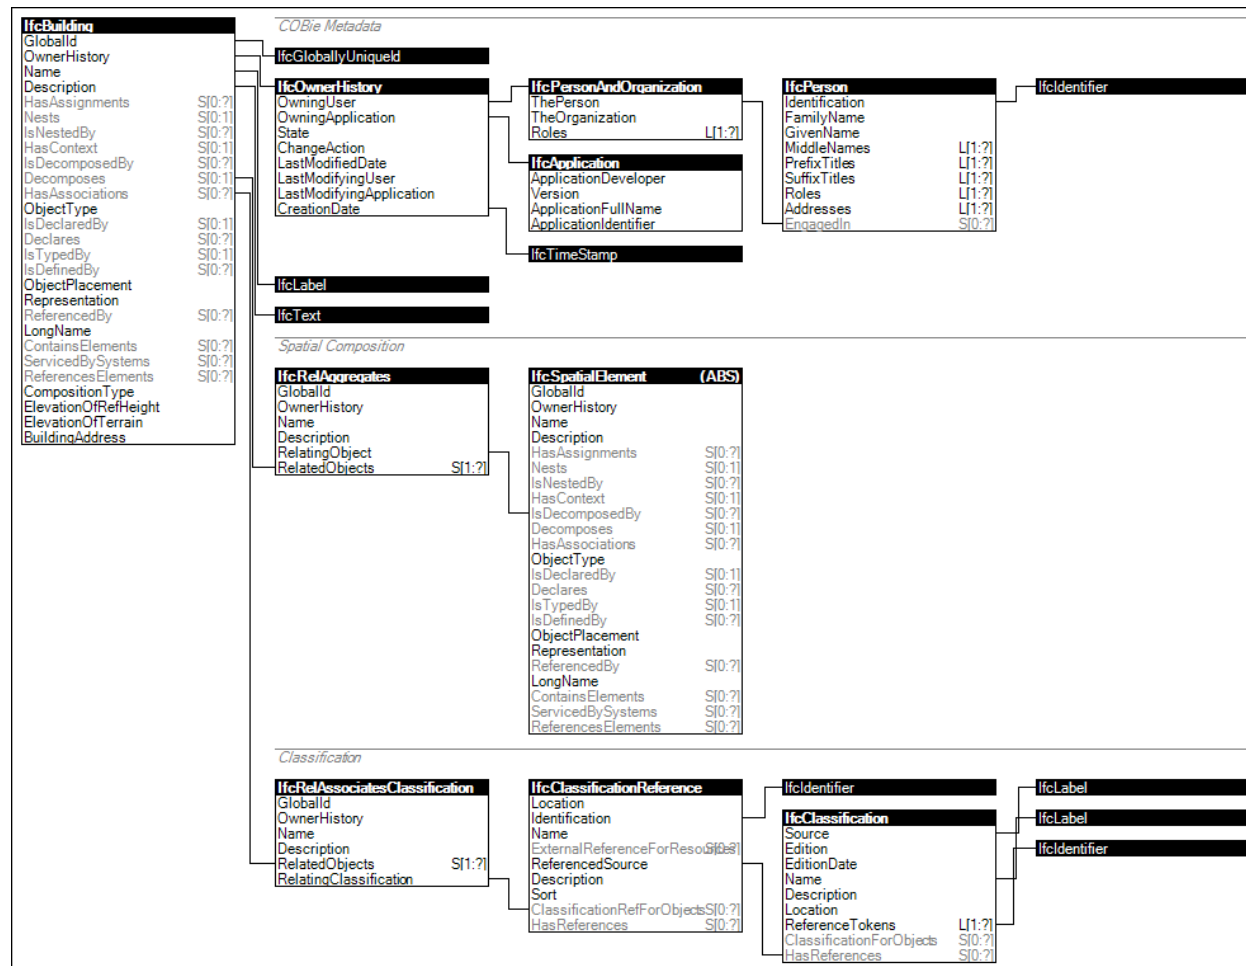 IfcBuilding
GlobalId
OwnerHistory
Name
Description
HasAssignments S[0:?]
Nests S[0:1]
IsNestedBy S[0:?]
HasContext S[0:1]
IsDecomposedBy S[0:?]
Decomposes S[0:1]
HasAssociations S[0:?]
ObjectType
IsDeclaredBy S[0:1]
Declares S[0:?]
IsTypedBy S[0:1]
IsDefinedBy S[0:?]
ObjectPlacement
Representation
ReferencedBy S[0:?]
LongName
ContainsElements S[0:?]
ServicedBySystems S[0:?]
ReferencesElements S[0:?]
CompositionType
ElevationOfRefHeight
ElevationOfTerrain
BuildingAddress
COBie Metadata
IfcGloballyUniqueId
IfcOwnerHistory
OwningUser
OwningApplication
State
ChangeAction
LastModifiedDate
LastModifyingUser
LastModifyingApplication
CreationDate
IfcPersonAndOrganization
ThePerson
TheOrganization
Roles L[1:?]
IfcApplication
ApplicationDeveloper
Version
ApplicationFullName
ApplicationIdentifier
IfcTimeStamp
IfcPerson
Identification
FamilyName
GivenName
MiddleNames L[1:?]
PrefixTitles L[1:?]
SuffixTitles L[1:?]
Roles L[1:?]
Addresses L[1:?]
EngagedIn S[0:?]
IfcIdentifier
IfcLabel
IfcText
Spatial Composition
IfcRelAggregates
GlobalId
OwnerHistory
Name
Description
RelatingObject
RelatedObjects S[1:?]
IfcSpatialElement (ABS)
GlobalId
OwnerHistory
Name
Description
HasAssignments S[0:?]
Nests S[0:1]
IsNestedBy S[0:?]
HasContext S[0:1]
IsDecomposedBy S[0:?]
Decomposes S[0:1]
HasAssociations S[0:?]
ObjectType
IsDeclaredBy S[0:1]
Declares S[0:?]
IsTypedBy S[0:1]
IsDefinedBy S[0:?]
ObjectPlacement
Representation
ReferencedBy S[0:?]
LongName
ContainsElements S[0:?]
ServicedBySystems S[0:?]
ReferencesElements S[0:?]
Classification
IfcRelAssociatesClassification
GlobalId
OwnerHistory
Name
Description
RelatedObjects S[1:?]
RelatingClassification
IfcClassificationReference
Location
Identification
Name
ExternalReferenceForResources S[0:?]
ReferencedSource
Description
Sort
ClassificationRefForObjects S[0:?]
HasReferences S[0:?]
IfcIdentifier
IfcClassification
Source
Edition
EditionDate
Name
Description
Location
ReferenceTokens L[1:?]
ClassificationForObjects S[0:?]
HasReferences S[0:?]
IfcLabel
IfcLabel
IfcIdentifier